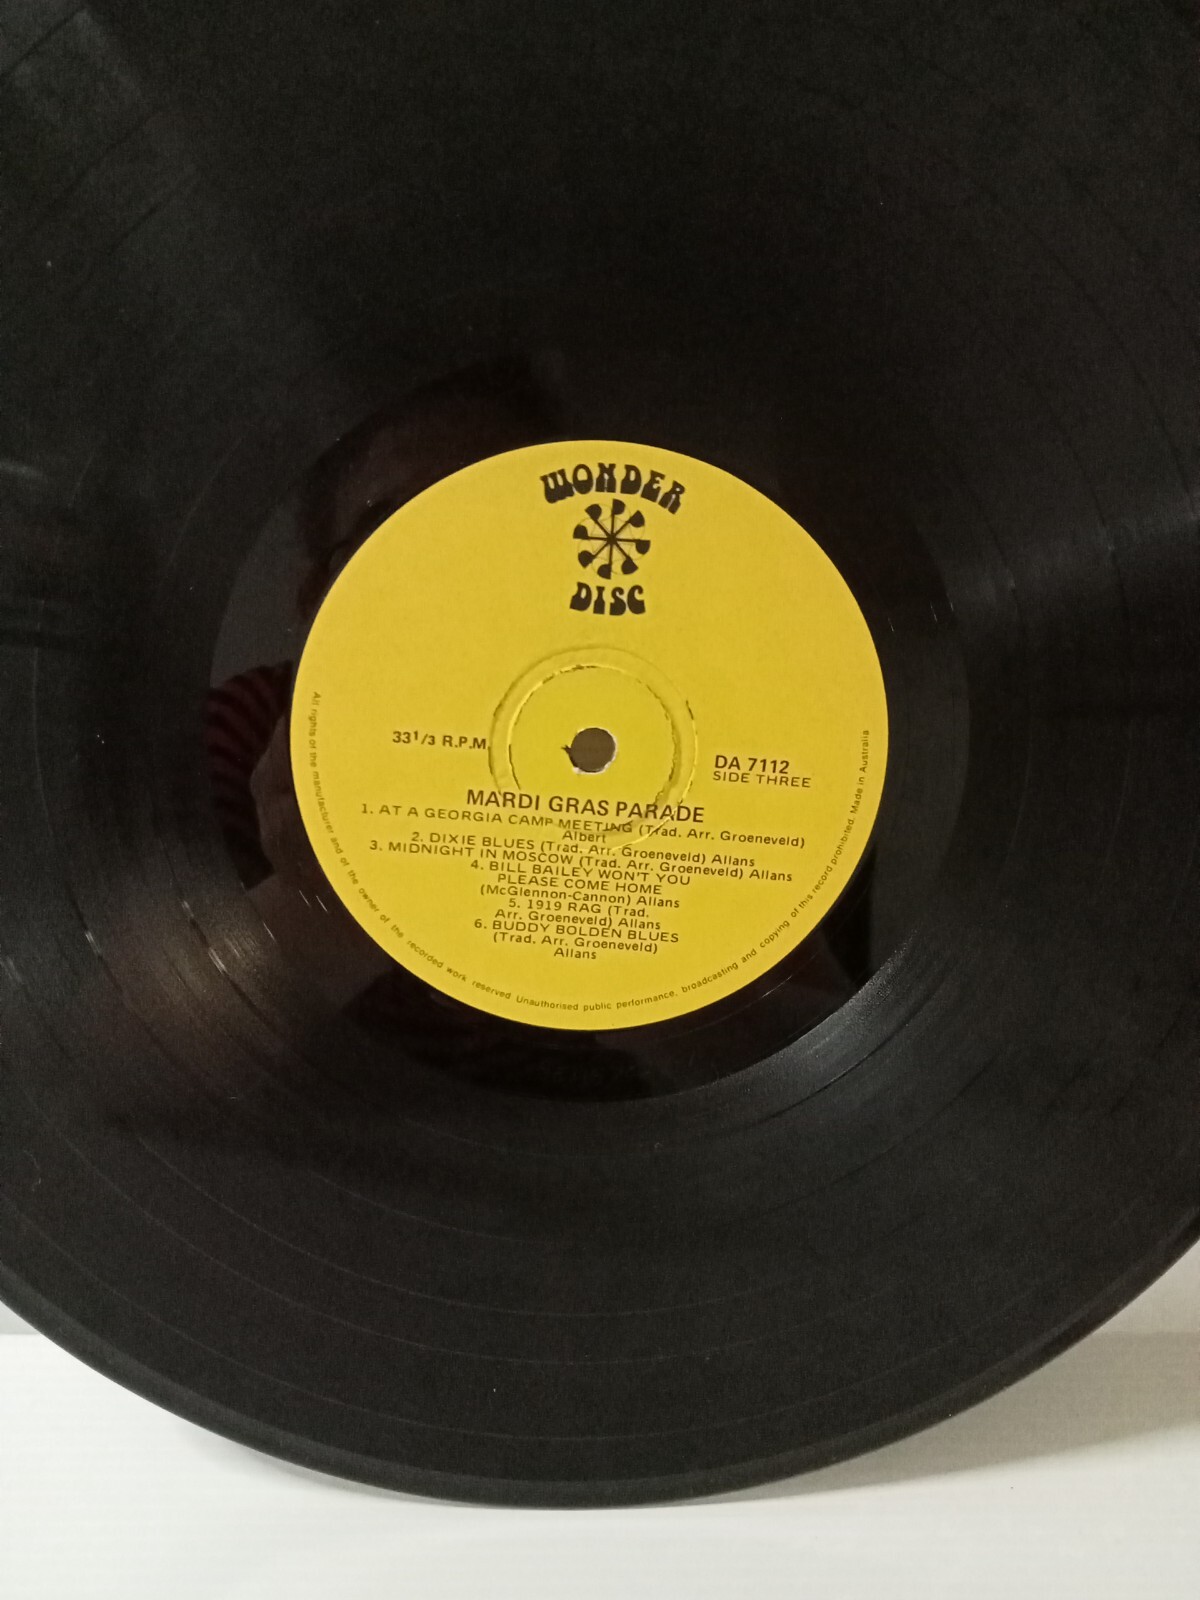 WONDER
DISC
33 1/3 R.P.M.
DA 7112
SIDE THREE
MARDI GRAS PARADE
1. AT A GEORGIA CAMP MEETING (Trad. Arr. Groeneveld)
Albert
2. DIXIE BLUES (Trad. Arr. Groeneveld) Allans
3. MIDNIGHT IN MOSCOW (Trad. Arr. Groeneveld) Allans
4. BILL BAILEY WON'T YOU
PLEASE COME HOME
(McGlennon-Cannon) Allans
5. 1919 RAG (Trad.
Arr. Groeneveld) Allans
6. BUDDY BOLDEN BLUES
(Trad. Arr. Groeneveld)
Allans
All rights of the manufacturer and of the owner of the recorded work reserved Unauthorised public performance, broadcasting and copying of this record prohibited. Made in Australia